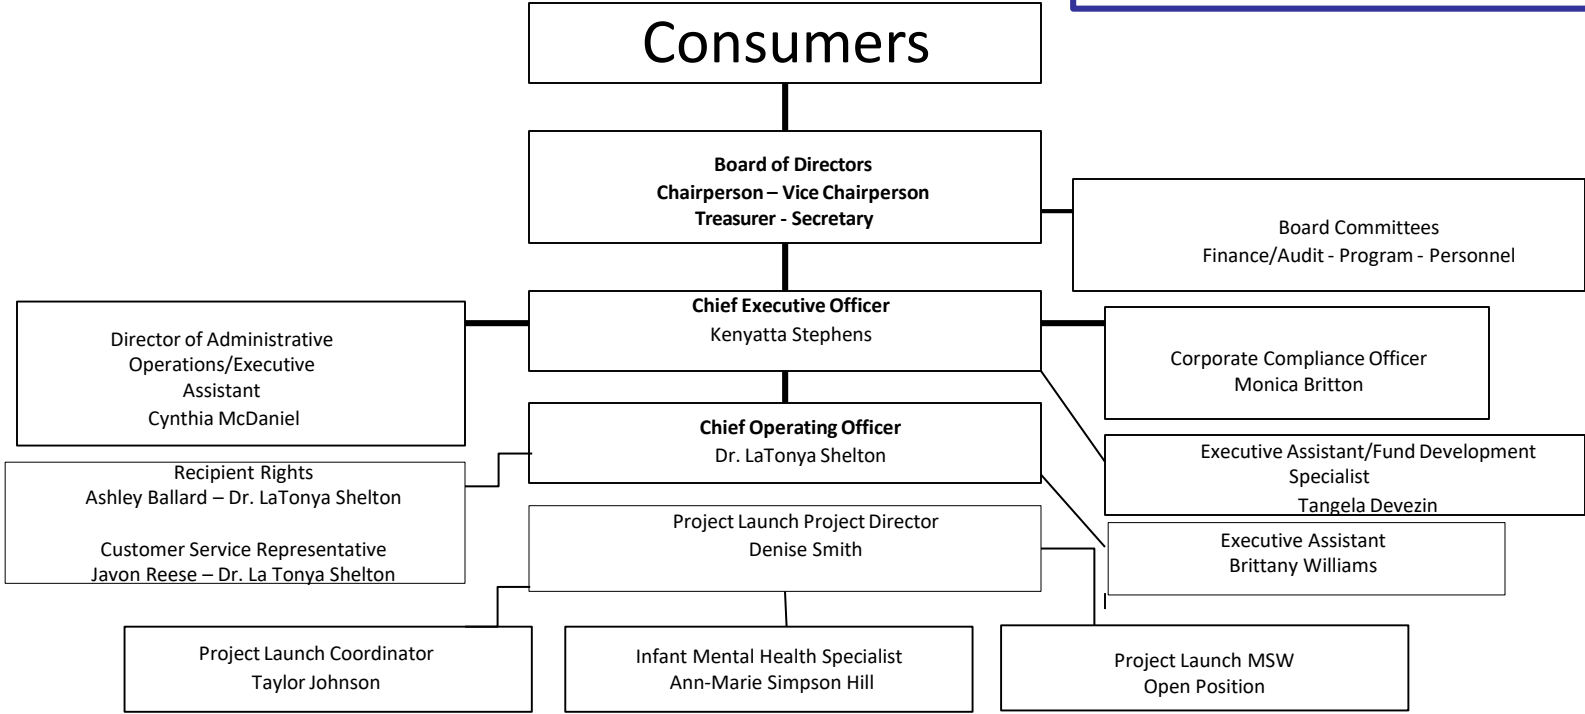 Consumers
Board of Directors
Chairperson – Vice Chairperson
Treasurer - Secretary
Board Committees
Finance/Audit - Program - Personnel
Chief Executive Officer
Kenyatta Stephens
Director of Administrative
Operations/Executive
Assistant
Cynthia McDaniel
Corporate Compliance Officer
Monica Britton
Chief Operating Officer
Dr. LaTonya Shelton
Executive Assistant/Fund Development
Specialist
Tangela Devezin
Recipient Rights
Ashley Ballard – Dr. LaTonya Shelton
Customer Service Representative
Javon Reese – Dr. La Tonya Shelton
Project Launch Project Director
Denise Smith
Executive Assistant
Brittany Williams
Project Launch Coordinator
Taylor Johnson
Infant Mental Health Specialist
Ann-Marie Simpson Hill
Project Launch MSW
Open Position